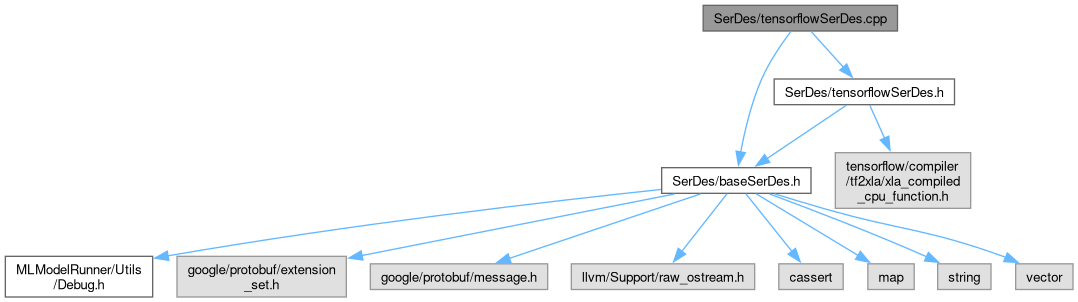 SerDes/tensorflowSerDes.cpp
SerDes/tensorflowSerDes.h
tensorflow/compiler
/tf2xla/xla_compiled
_cpu_function.h
SerDes/baseSerDes.h
MLModelRunner/Utils
/Debug.h
google/protobuf/extension
_set.h
google/protobuf/message.h
llvm/Support/raw_ostream.h
cassert
map
string
vector